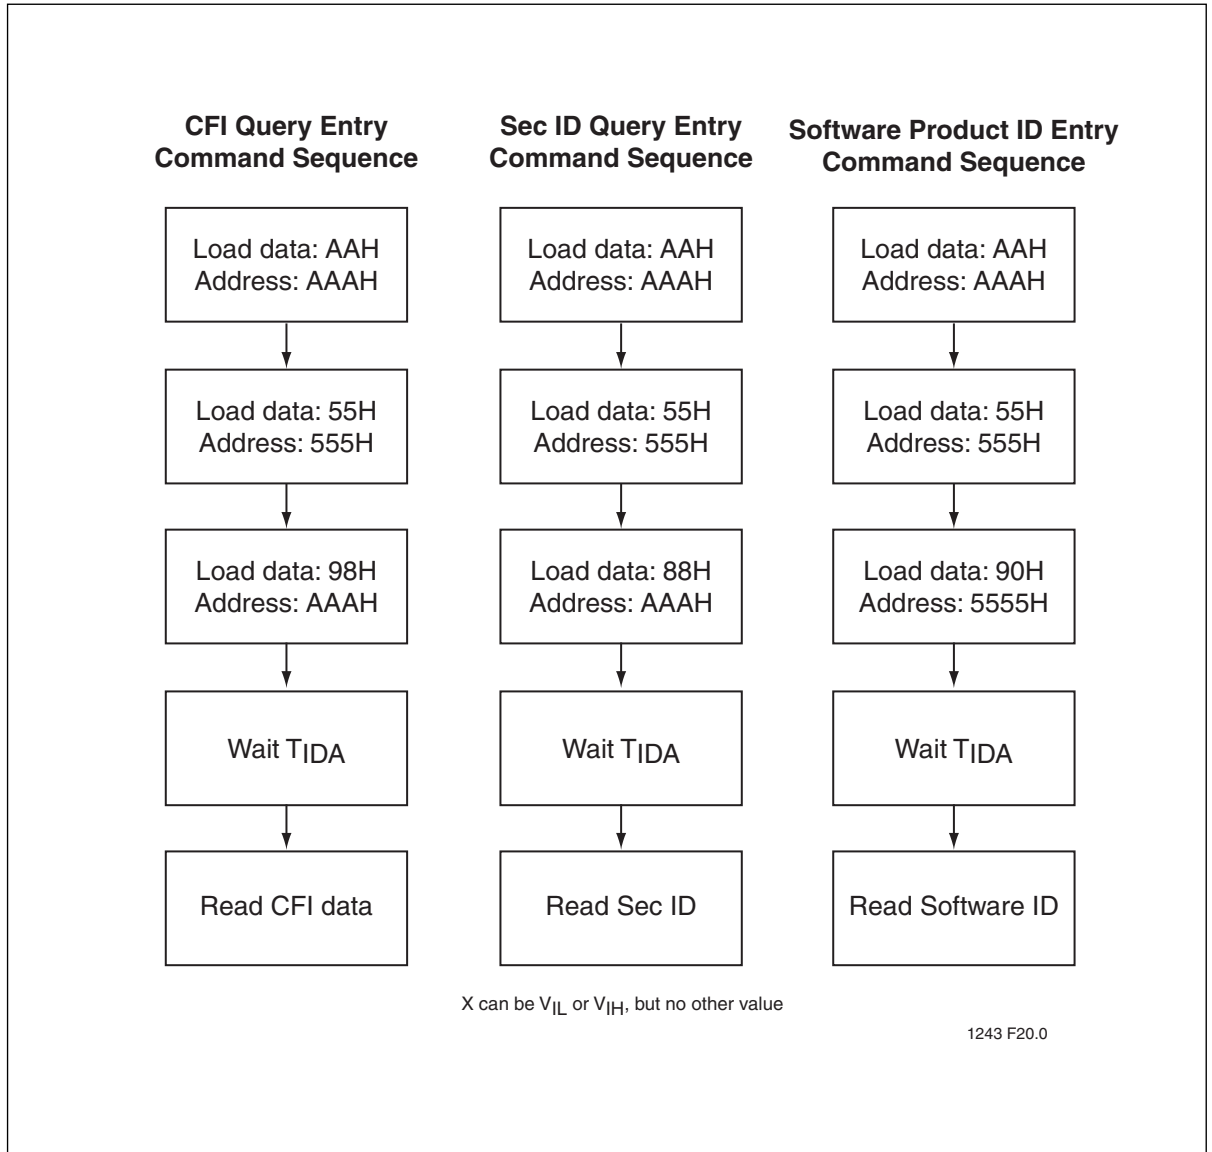 CFI Query Entry
Command Sequence
Load data: AAH
Address: AAAH
Load data: 55H
Address: 555H
Load data: 98H
Address: AAAH
Wait TIDA
Read CFI data
Sec ID Query Entry
Command Sequence
Load data: AAH
Address: AAAH
Load data: 55H
Address: 555H
Load data: 88H
Address: AAAH
Wait TIDA
Read Sec ID
Software Product ID Entry
Command Sequence
Load data: AAH
Address: AAAH
Load data: 55H
Address: 555H
Load data: 90H
Address: 5555H
Wait TIDA
Read Software ID
X can be VIL or VIH, but no other value
1243 F20.0